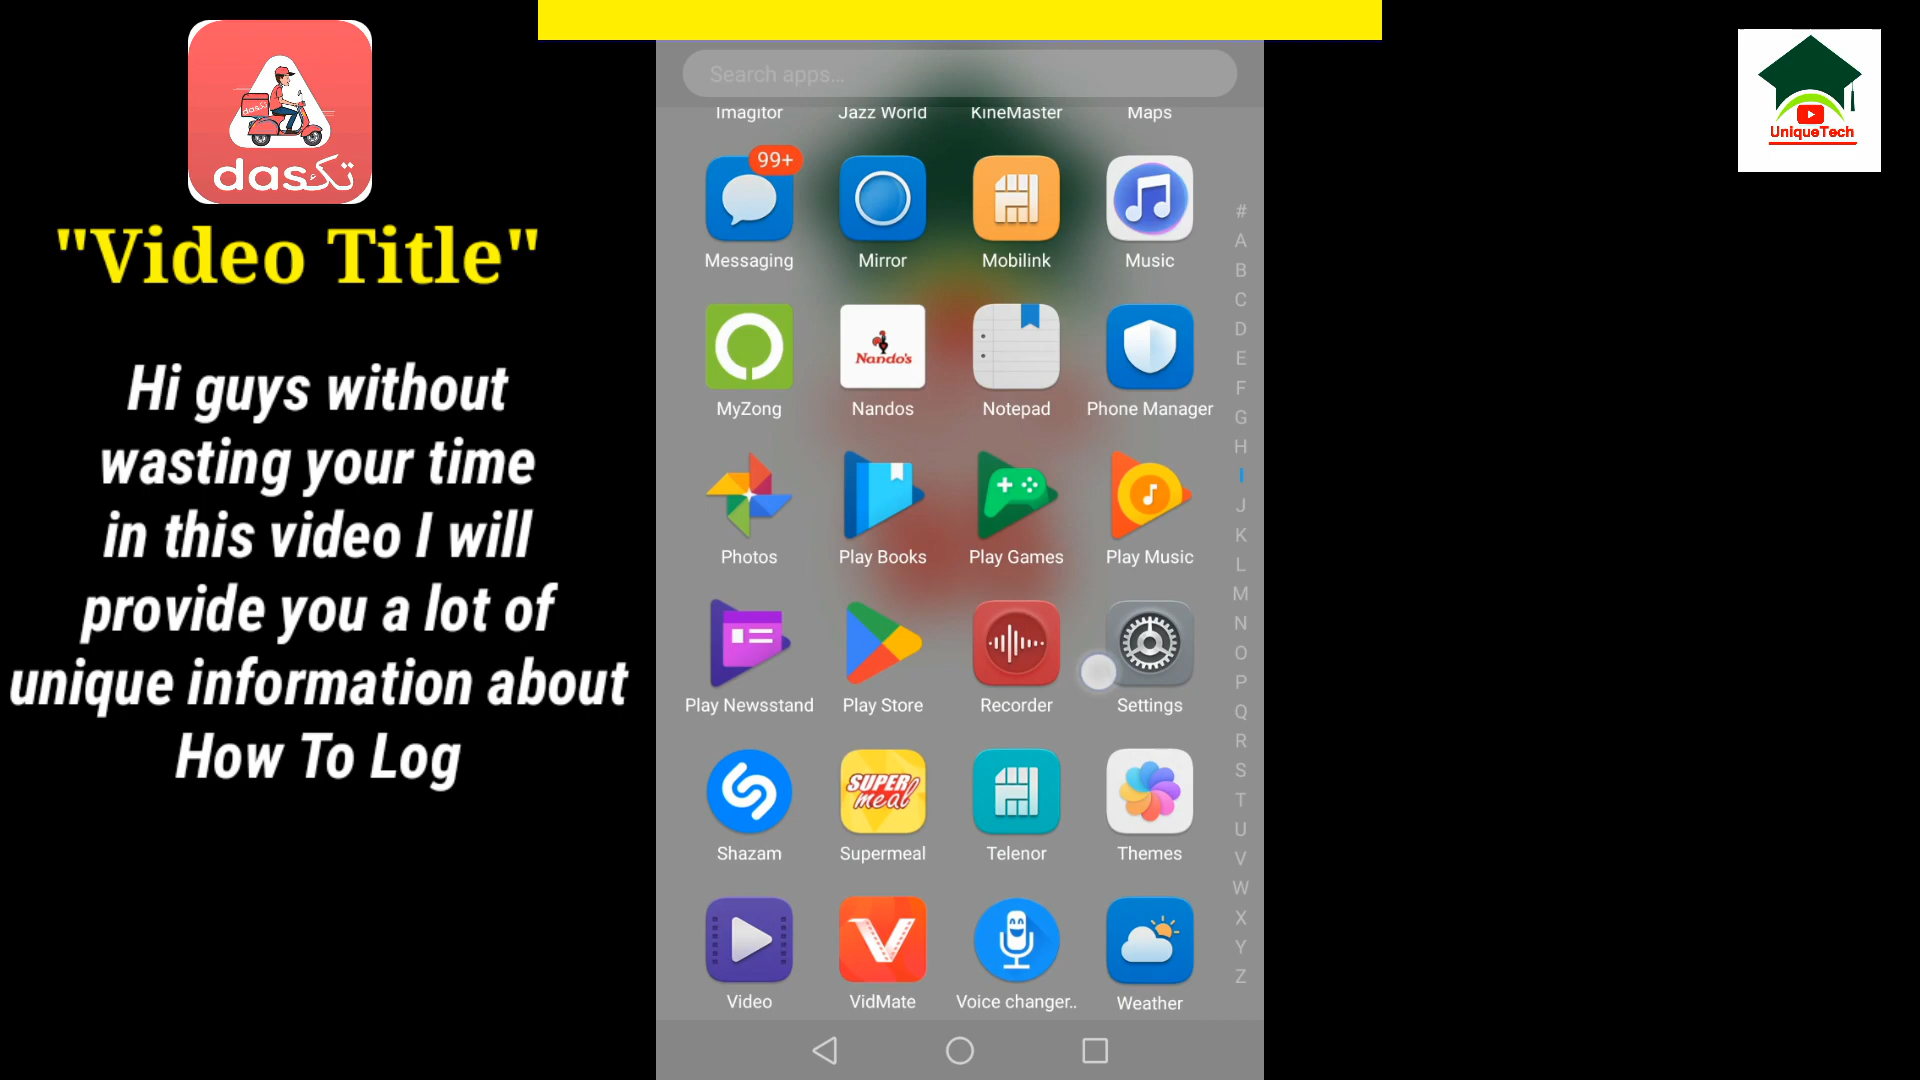 das تک
"Video Title"
Hi guys without
wasting your time
in this video I will
provide you a lot of
unique information about
How To Log
Search apps...
Imagitor Jazz World KineMaster Maps
99+
Messaging Mirror Mobilink Music
Nando's
MyZong Nandos Notepad Phone Manager
Photos Play Books Play Games Play Music
Play Newsstand Play Store Recorder Settings
SUPER
meal
Shazam Supermeal Telenor Themes
Video VidMate Voice changer.. Weather
#
A
B
C
D
E
F
G
H
I
J
K
L
M
N
O
P
Q
R
S
T
U
V
W
X
Y
Z
UniqueTech